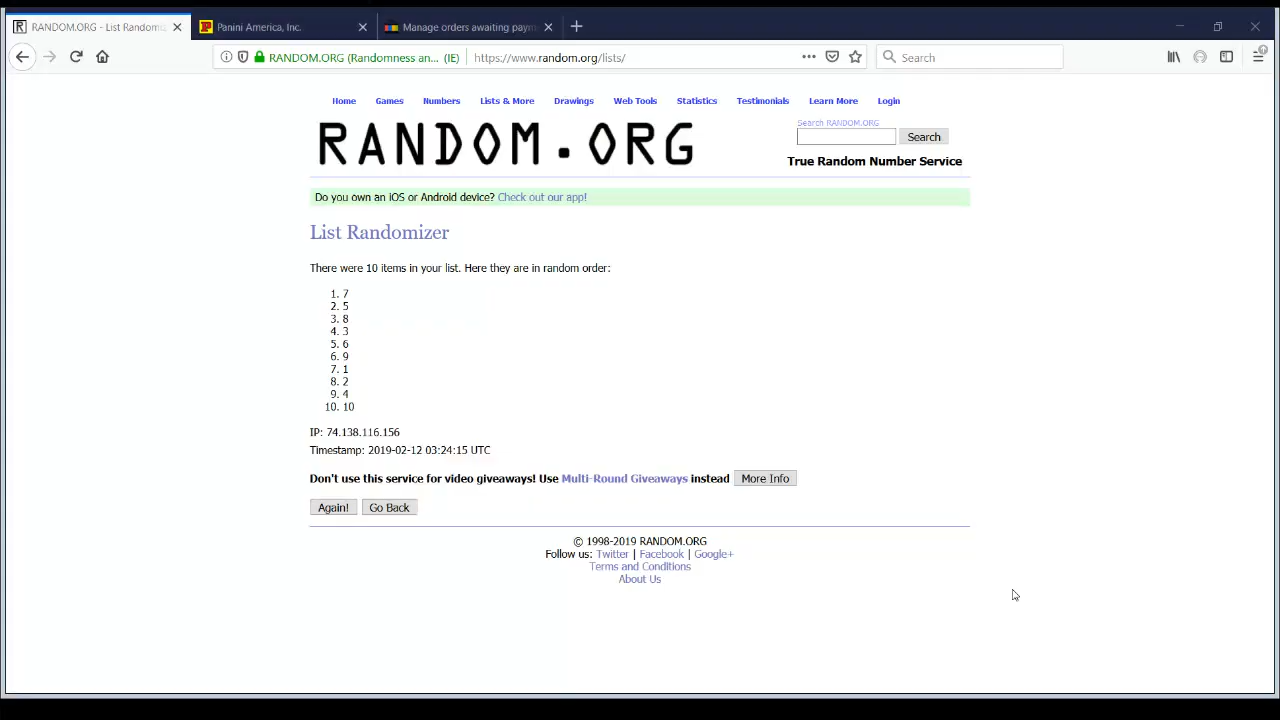 RANDOM.ORG - List Randomiz
Panini America, Inc.
Manage orders awaiting paym
RANDOM.ORG (Randomness an... (IE)
https://www.random.org/lists/
Search
Home Games Numbers Lists & More Drawings Web Tools Statistics Testimonials Learn More Login
RANDOM.ORG
Search RANDOM.ORG
Search
True Random Number Service
Do you own an iOS or Android device? Check out our app!
List Randomizer
There were 10 items in your list. Here they are in random order:
1. 7
2. 5
3. 8
4. 3
5. 6
6. 9
7. 1
8. 2
9. 4
10. 10
IP: 74.138.116.156
Timestamp: 2019-02-12 03:24:15 UTC
Don't use this service for video giveaways! Use Multi-Round Giveaways instead More Info
Again! Go Back
© 1998-2019 RANDOM.ORG
Follow us: Twitter | Facebook | Google+
Terms and Conditions
About Us